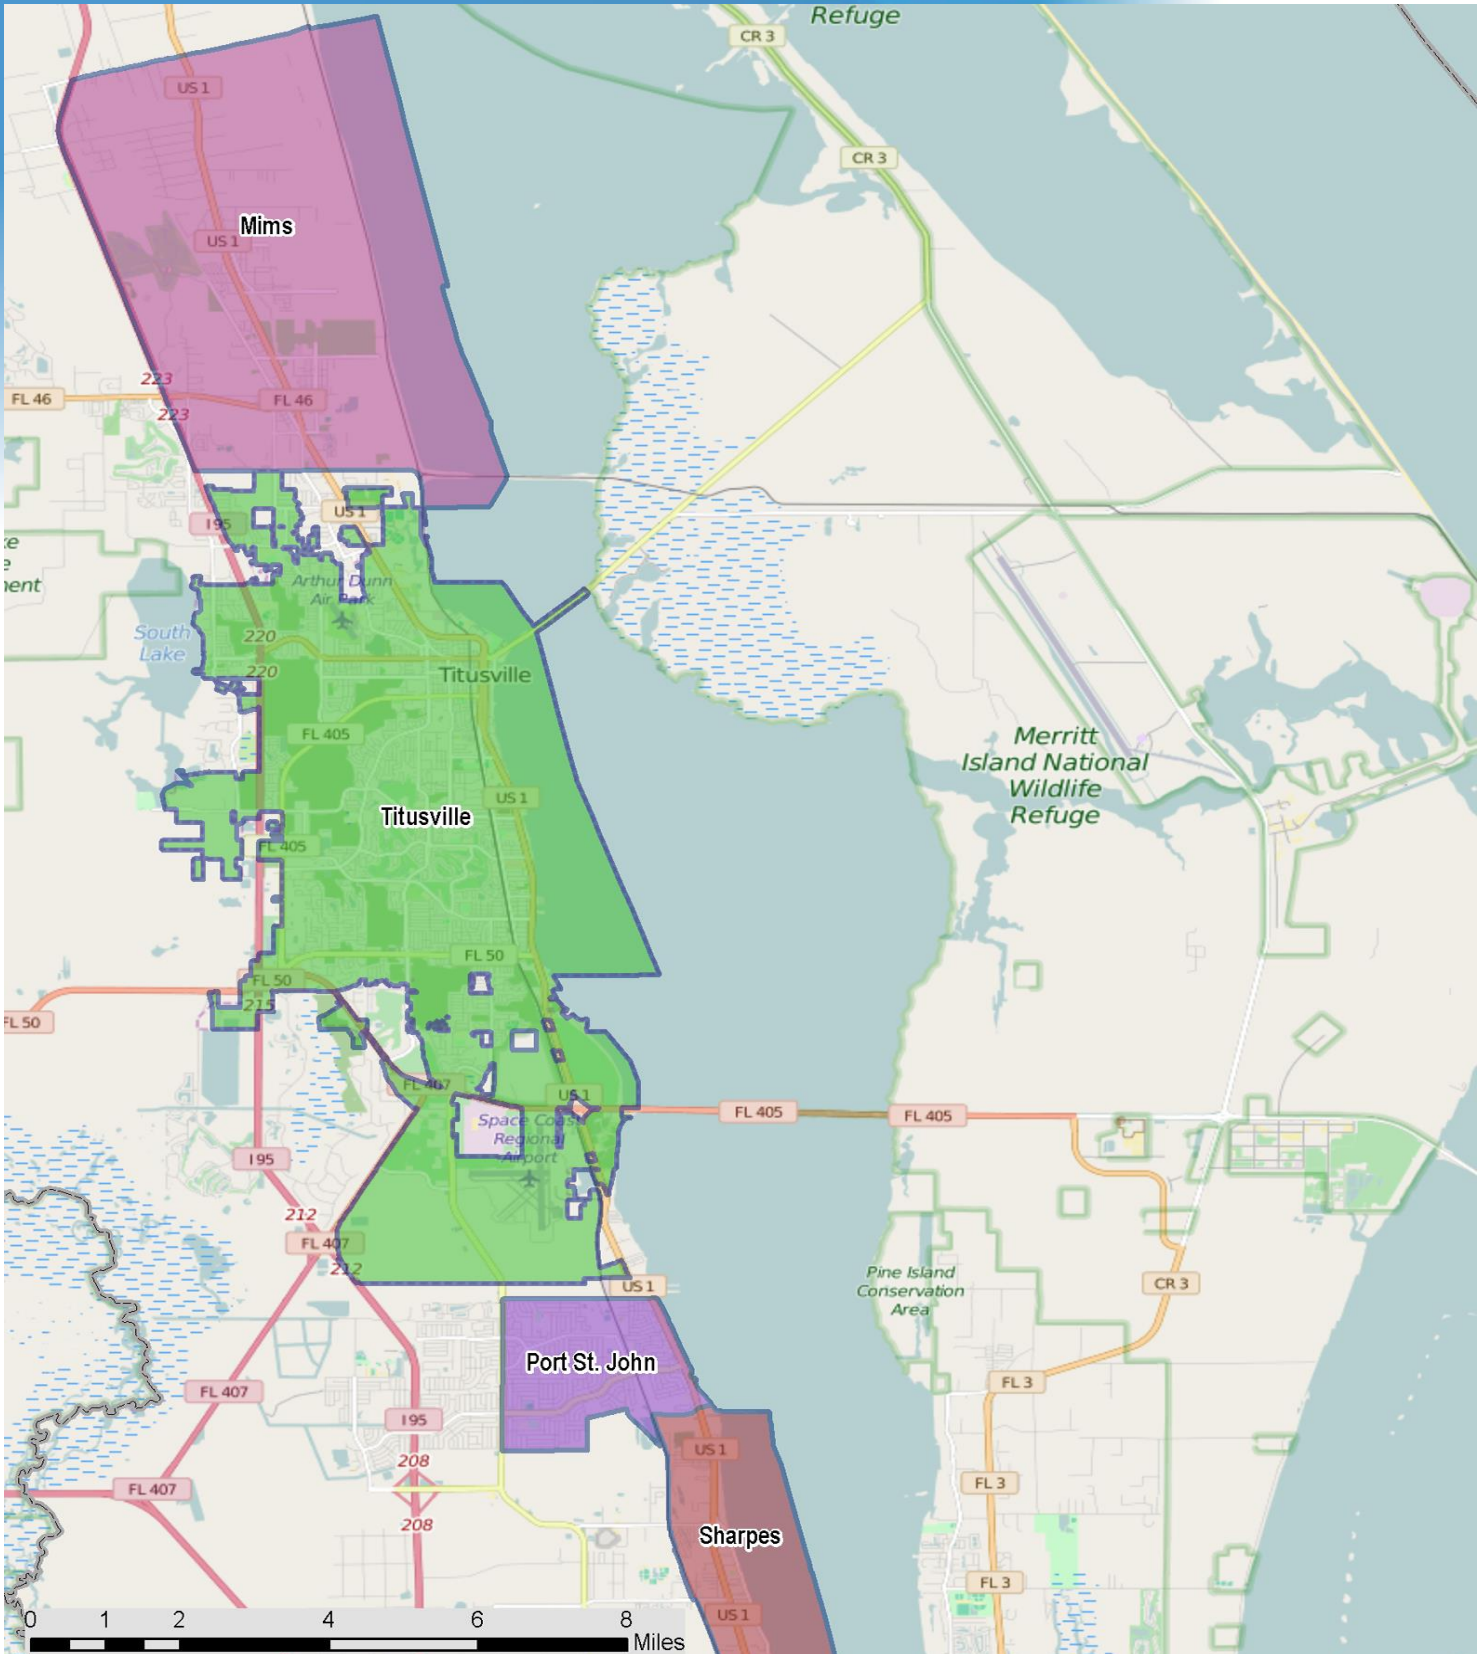 Refuge
CR 3
US 1
CR 3
Mims
US 1
223
FL 46
FL 46
223
US 1
I 95
ke
e
nent
Arthur Dunn
Air Park
South
Lake
220
220
Titusville
FL 405
Merritt
Island National
Wildlife
Refuge
US 1
Titusville
FL 405
FL 50
FL 50
215
FL 50
FL 407
US 1
FL 405
FL 405
Space Coast
Regional
Airport
I 95
212
FL 407
212
US 1
Pine Island
Conservation
Area
CR 3
Port St. John
FL 3
FL 407
I 95
US 1
208
FL 407
FL 3
208
Sharpes
FL 3
US 1
0 1 2 4 6 8
Miles